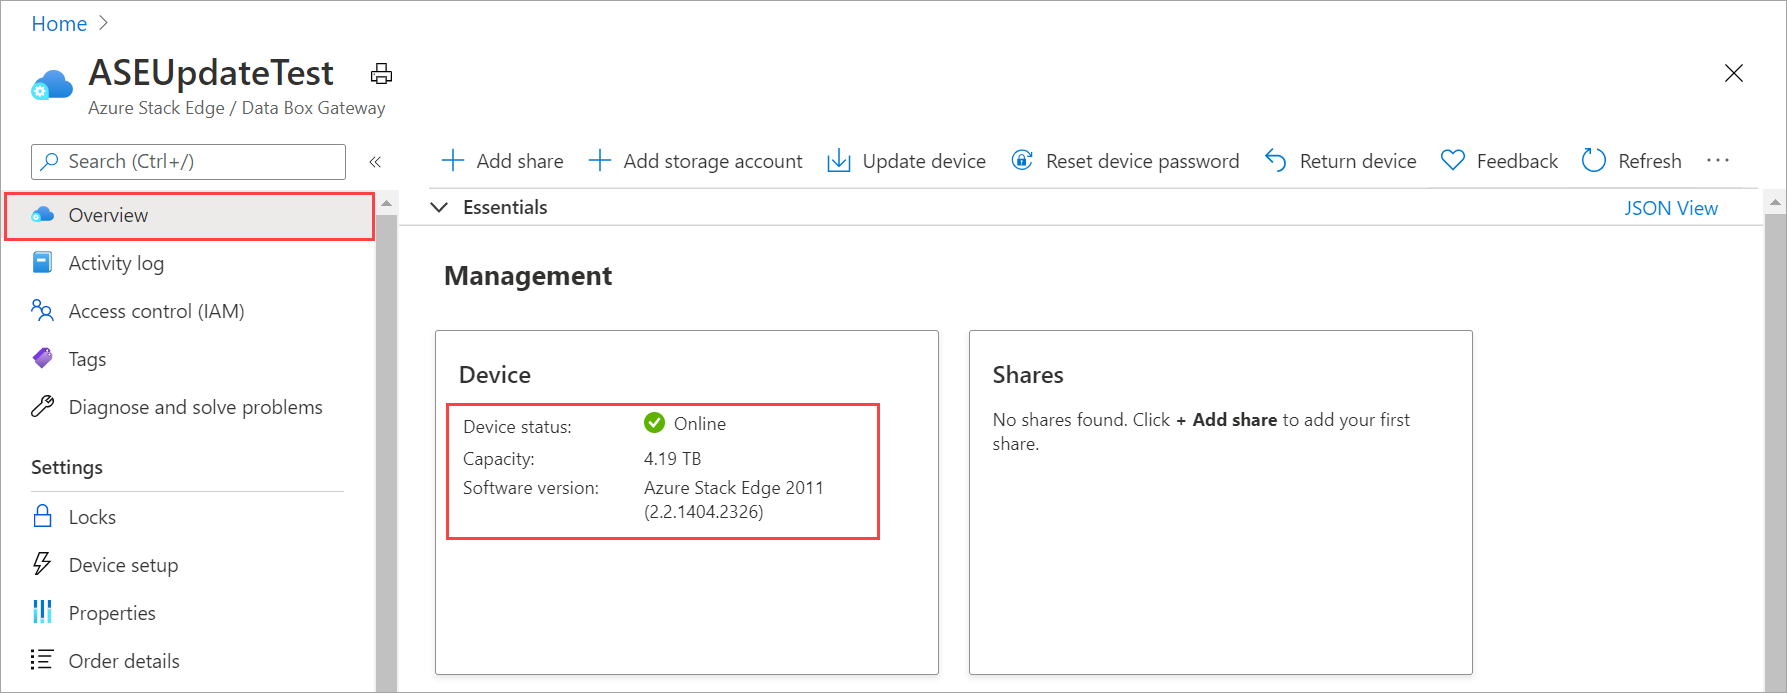 Home
ASEUpdateTest
Azure Stack Edge / Data Box Gateway
Search (Ctrl+/)
Add share
Add storage account
Update device
Reset device password
Return device
Feedback
Refresh
Overview
Activity log
Access control (IAM)
Tags
Diagnose and solve problems
Settings
Locks
Device setup
Properties
Order details
Essentials
JSON View
Management
Device
Device status: Online
Capacity: 4.19 TB
Software version: Azure Stack Edge 2011
(2.2.1404.2326)
Shares
No shares found. Click + Add share to add your first
share.